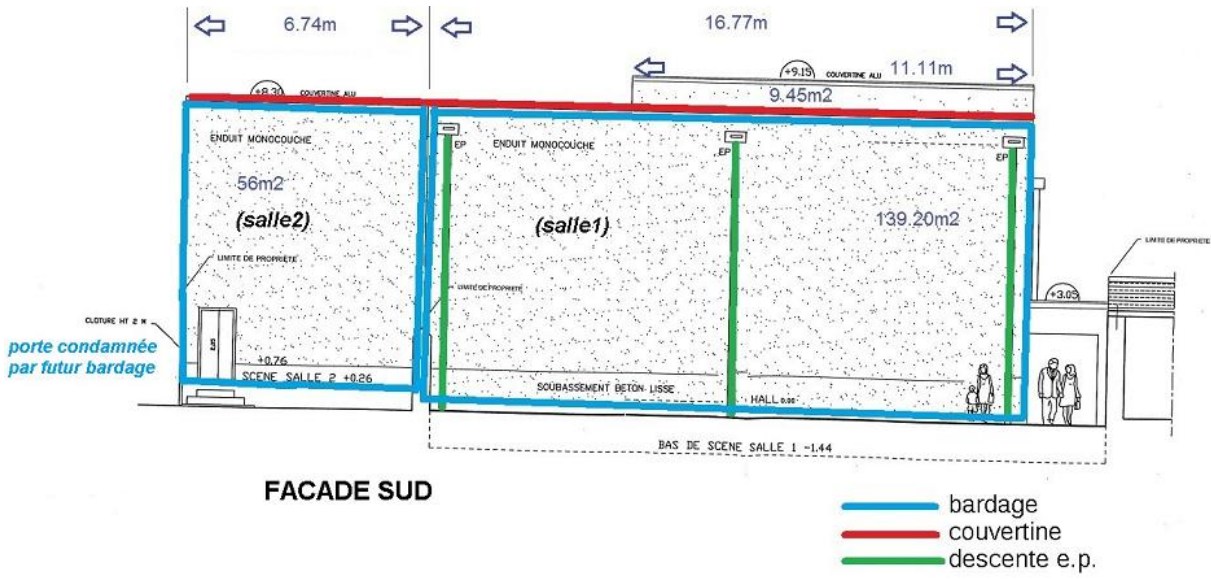 6.74m
16.77m
+9.15 COUVERTINE ALU 11.11m
+8.30 COUVERTINE ALU
9.45m2
ENDUIT MONOCOUCHE
EP
ENDUIT MONOCOUCHE
EP
EP
56m2
(salle2)
(salle1)
139.20m2
LIMITE DE PROPRIETE
LIMITE DE PROPRIETE
LIMITE DE PROPRIETE
+3.05
CLOTURE HT 2 M
porte condamnée
par futur bardage
+0.76
SCENE SALLE 2 +0.26
SOUBASSEMENT BETON LISSE
HALL 0.00
BAS DE SCENE SALLE 1 -1.44
FACADE SUD
bardage
couvertine
descente e.p.